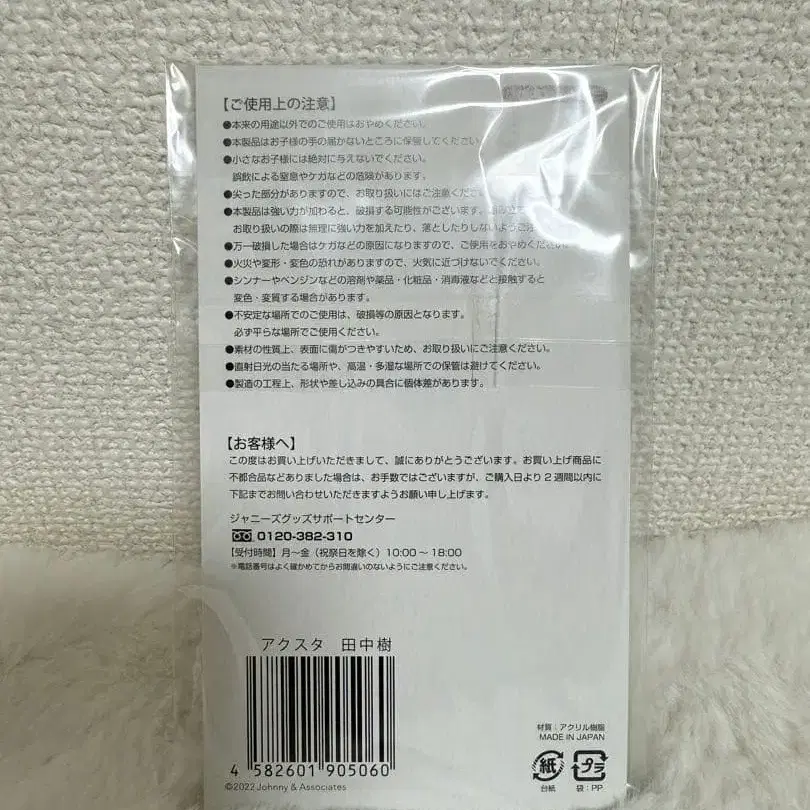 【ご使用上の注意】
●本来の用途以外でのご使用はおやめください。
●本製品はお子様の手の届かないところに保管してください。
●小さなお子様には絶対に与えないでください。
誤飲による窒息やケガなどの危険があります。
●尖った部分がありますので、お取り扱いにはご注意ください。
●本製品は強い力が加わると、破損する可能性がございます。組み立て
お取り扱いの際は無理に強い力を加えたり、落としたりしないようご注
●万一破損した場合はケガなどの原因になりますので、ご使用をおやめください。
●火災や変形・変色の恐れがありますので、火気に近づけないでください。
●シンナーやベンジンなどの溶剤や薬品・化粧品・消毒液などと接触すると
変色・変質する場合があります。
●不安定な場所でのご使用は、破損等の原因となります。
必ず平らな場所でご使用ください。
●素材の性質上、表面に傷がつきやすいため、お取り扱いにご注意ください。
●直射日光の当たる場所や、高温・多湿な場所での保管は避けてください。
●製造の工程上、形状や差し込みの具合に個体差があります。
【お客様へ】
この度はお買い上げいただきまして、誠にありがとうございます。お買い上げ商品に
不都合品などありました場合は、お手数ではございますが、ご購入日より2週間以内に
下記までお問い合わせいただきますようお願い申し上げます。
ジャニーズグッズサポートセンター
0120-382-310
【受付時間】月〜金（祝祭日を除く）10:00〜18:00
※電話番号はよく確かめてからお間違いのないようにご注意ください。
アクスタ 田中樹
4 582601 905060
©2022 Johnny & Associates
材質：アクリル樹脂
MADE IN JAPAN
紙
台紙
プラ
袋：PP